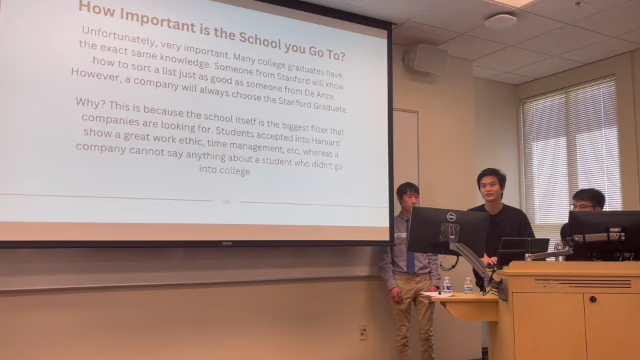 How Important is the School you Go To?
Unfortunately, very important. Many college graduates have
the exact same knowledge. Someone from Stanford will know
how to sort a list just as good as someone from De Anza.
However, a company will always choose the Stanford Graduate.
Why? This is because the school itself is the biggest filter that
companies are looking for. Students accepted into Harvard
show a great work ethic, time management, etc, whereas a
company cannot say anything about a student who didn't go
into college
DELL